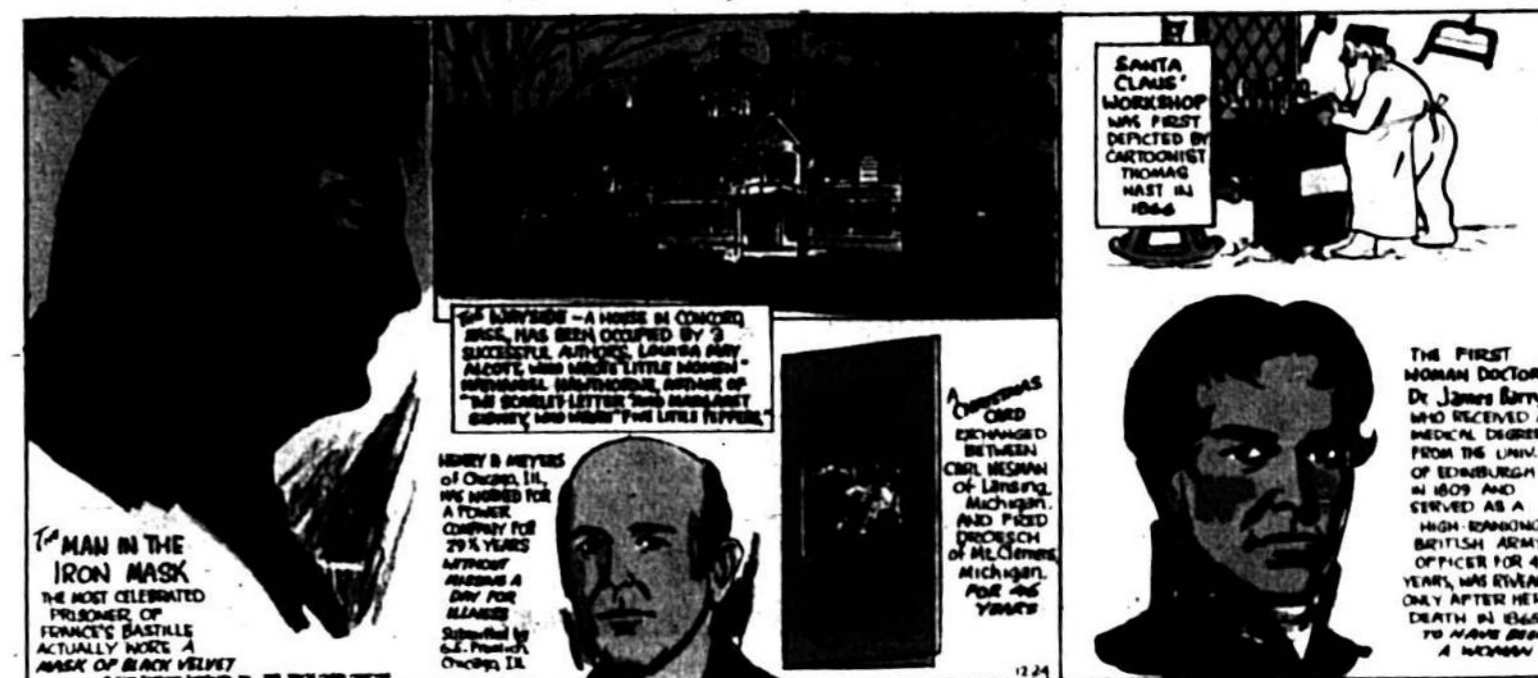 THE MAN IN THE
IRON MASK
THE MOST CELEBRATED
PRISONER OF
FRANCE'S BASTILLE
ACTUALLY WORE A
MASK OF BLACK VELVET
THE WAYSIDE - A HOUSE IN CONCORD,
MASS., HAS BEEN OCCUPIED BY 3
SUCCESSFUL AUTHORS, LOUISA MAY
ALCOTT, WHO WROTE "LITTLE WOMEN"
NATHANIEL HAWTHORNE, AUTHOR OF
"THE SCARLET LETTER" AND MARGARET
SIDNEY, WHO WROTE "FIVE LITTLE PEPPERS."
HENRY MEYERS
of Chicago, Ill.,
HAS WORKED FOR
A POWER
COMPANY FOR
29 ½ YEARS
WITHOUT
MISSING A
DAY FOR
ILLNESS
Submitted by
Chicago, Ill
A
CHRISTMAS
CARD
EXCHANGED
BETWEEN
CARL
of Lansing,
Michigan.
AND FRED
DROESCH
of Mt. Clemens,
Michigan.
FOR 46
YEARS
12-24
SANTA
CLAUS'
WORKSHOP
WAS FIRST
DEPICTED BY
CARTOONIST
THOMAS
NAST IN
1866
THE FIRST
WOMAN DOCTOR
Dr. James Barry
WHO RECEIVED A
MEDICAL DEGREE
FROM THE UNIV.
OF EDINBURGH
IN 1809 AND
SERVED AS A
HIGH-RANKING
BRITISH ARMY
OFFICER FOR 4
YEARS, WAS REVEA
ONLY AFTER HER
DEATH IN 1865
TO HAVE BEE
A WOMAN